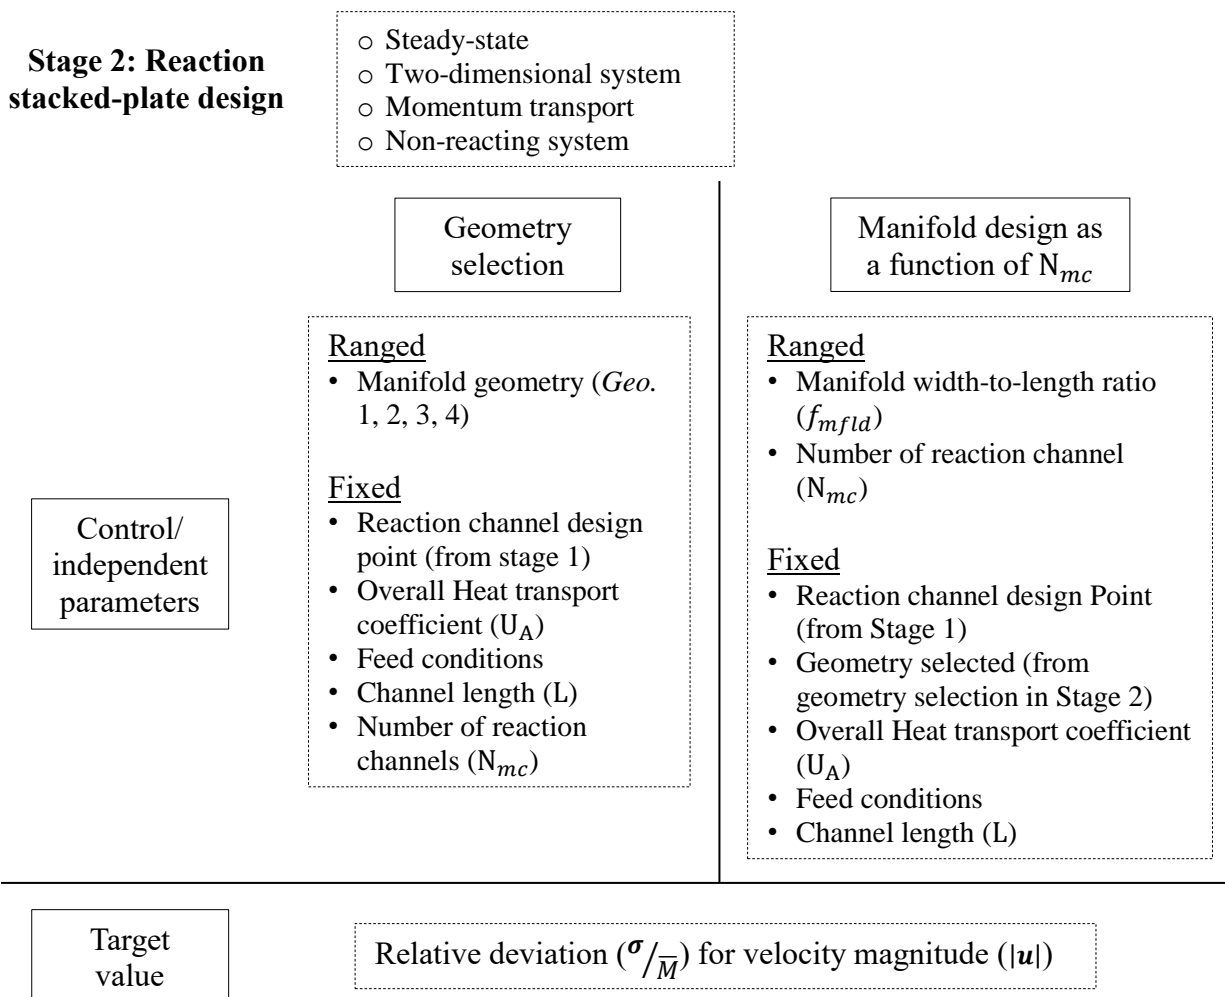 Stage 2: Reaction
stacked-plate design
○ Steady-state
○ Two-dimensional system
○ Momentum transport
○ Non-reacting system
Geometry
selection
Manifold design as
a function of N_mc
Control/
independent
parameters
Ranged
• Manifold geometry (Geo.
1, 2, 3, 4)
Fixed
• Reaction channel design
point (from stage 1)
• Overall Heat transport
coefficient (U_A)
• Feed conditions
• Channel length (L)
• Number of reaction
channels (N_mc)
Ranged
• Manifold width-to-length ratio
(f_mfld)
• Number of reaction channel
(N_mc)
Fixed
• Reaction channel design Point
(from Stage 1)
• Geometry selected (from
geometry selection in Stage 2)
• Overall Heat transport coefficient
(U_A)
• Feed conditions
• Channel length (L)
Target
value
Relative deviation (σ/M̅) for velocity magnitude (|u|)